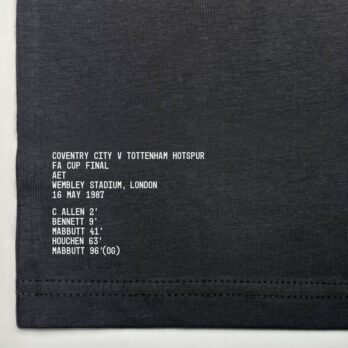 COVENTRY CITY V TOTTENHAM HOTSPUR
FA CUP FINAL
AET
WEMBLEY STADIUM, LONDON
16 MAY 1987
C ALLEN 2'
BENNETT 9'
MABBUTT 41'
HOUCHEN 63'
MABBUTT 96'(OG)